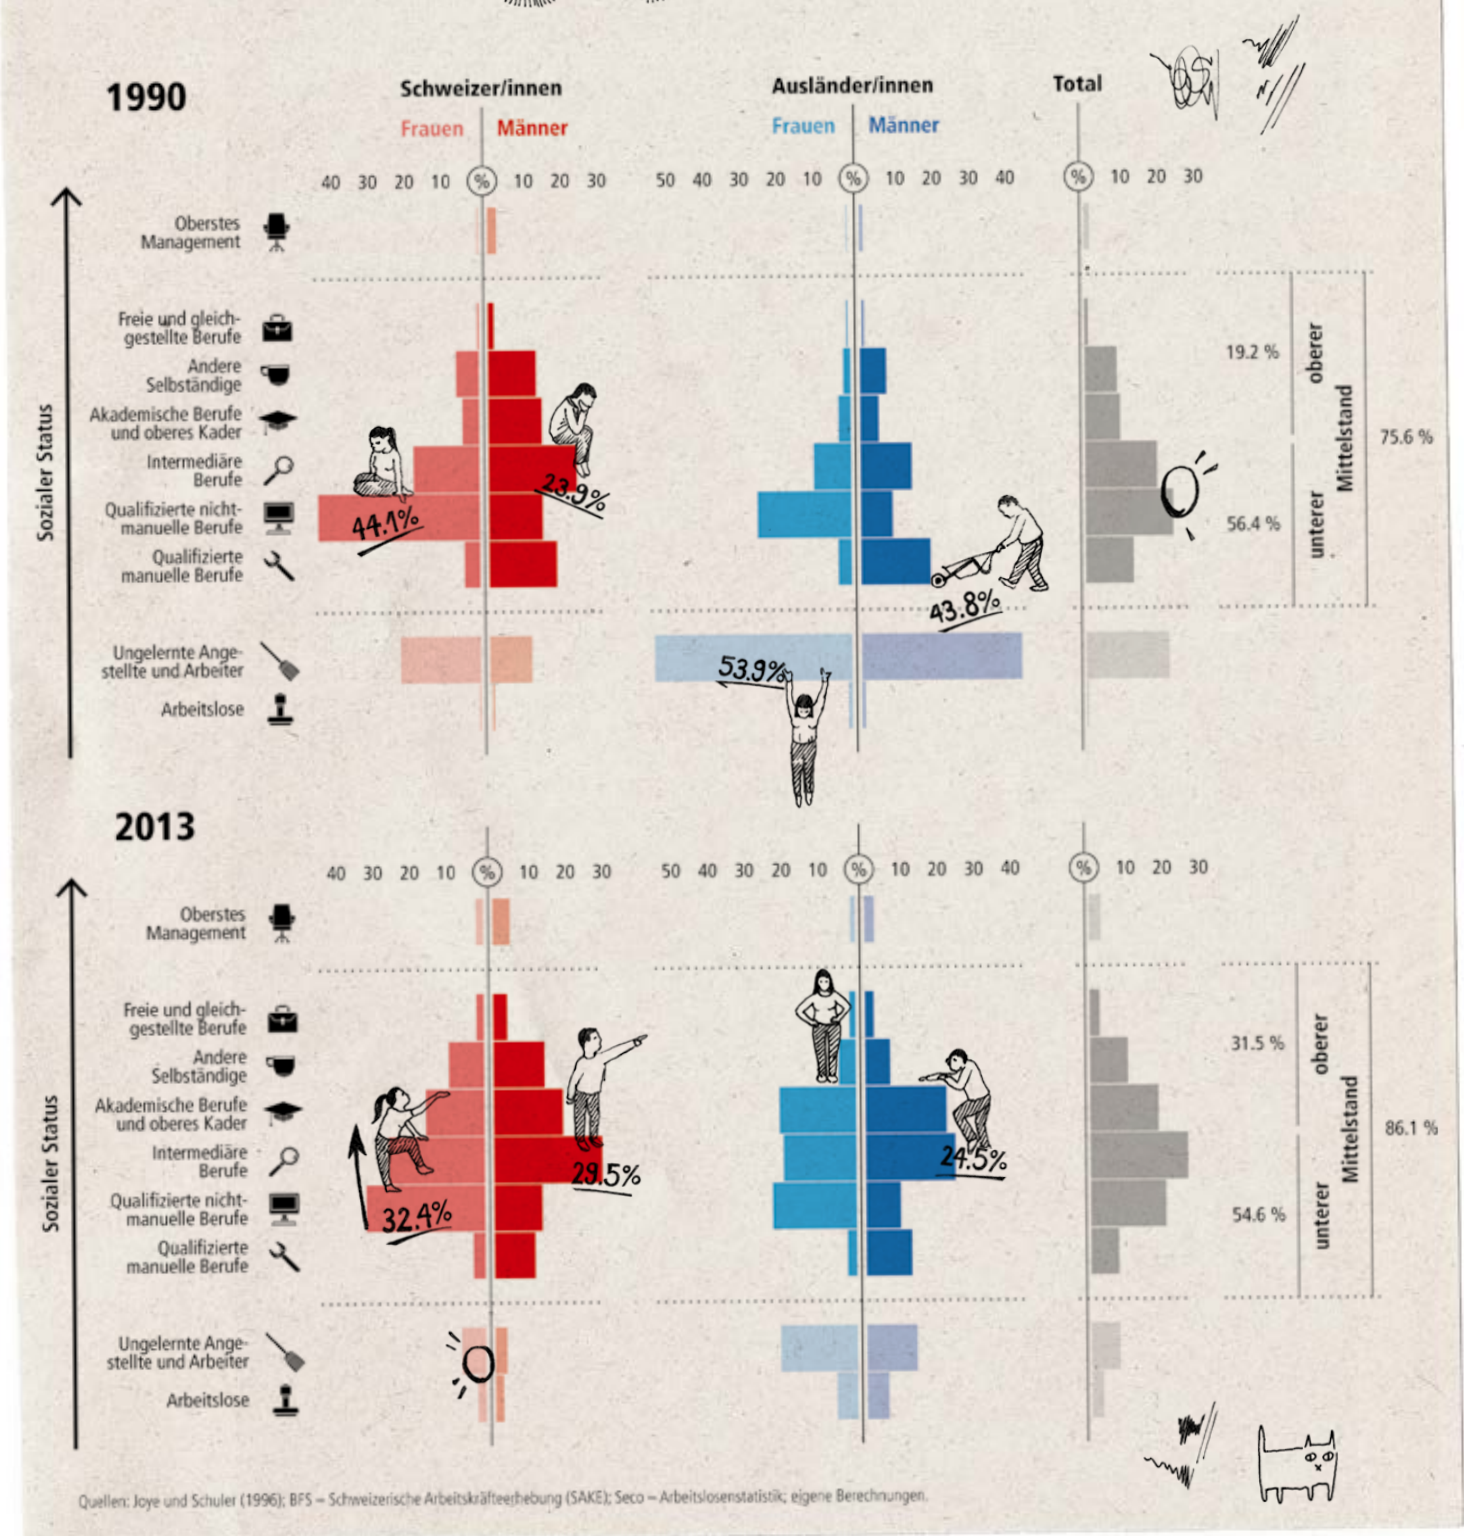 1990
Schweizer/innen
Ausländer/innen
Total
Frauen
Männer
Frauen
Männer
40 30 20 10 % 10 20 30
50 40 30 20 10 % 10 20 30 40
% 10 20 30
Sozialer Status
Oberstes
Management
Freie und gleich-
gestellte Berufe
Andere
Selbständige
Akademische Berufe
und oberes Kader
Intermediäre
Berufe
Qualifizierte nicht-
manuelle Berufe
Qualifizierte
manuelle Berufe
Ungelernte Ange-
stellte und Arbeiter
Arbeitslose
44.1%
23.9%
53.9%
43.8%
19.2 %
56.4 %
oberer
unterer
Mittelstand
75.6 %
2013
40 30 20 10 % 10 20 30
50 40 30 20 10 % 10 20 30 40
% 10 20 30
Sozialer Status
Oberstes
Management
Freie und gleich-
gestellte Berufe
Andere
Selbständige
Akademische Berufe
und oberes Kader
Intermediäre
Berufe
Qualifizierte nicht-
manuelle Berufe
Qualifizierte
manuelle Berufe
Ungelernte Ange-
stellte und Arbeiter
Arbeitslose
32.4%
29.5%
24.5%
31.5 %
54.6 %
oberer
unterer
Mittelstand
86.1 %
Quellen: Joye und Schuler (1996); BFS – Schweizerische Arbeitskräfteerhebung (SAKE); Seco – Arbeitslosenstatistik; eigene Berechnungen.